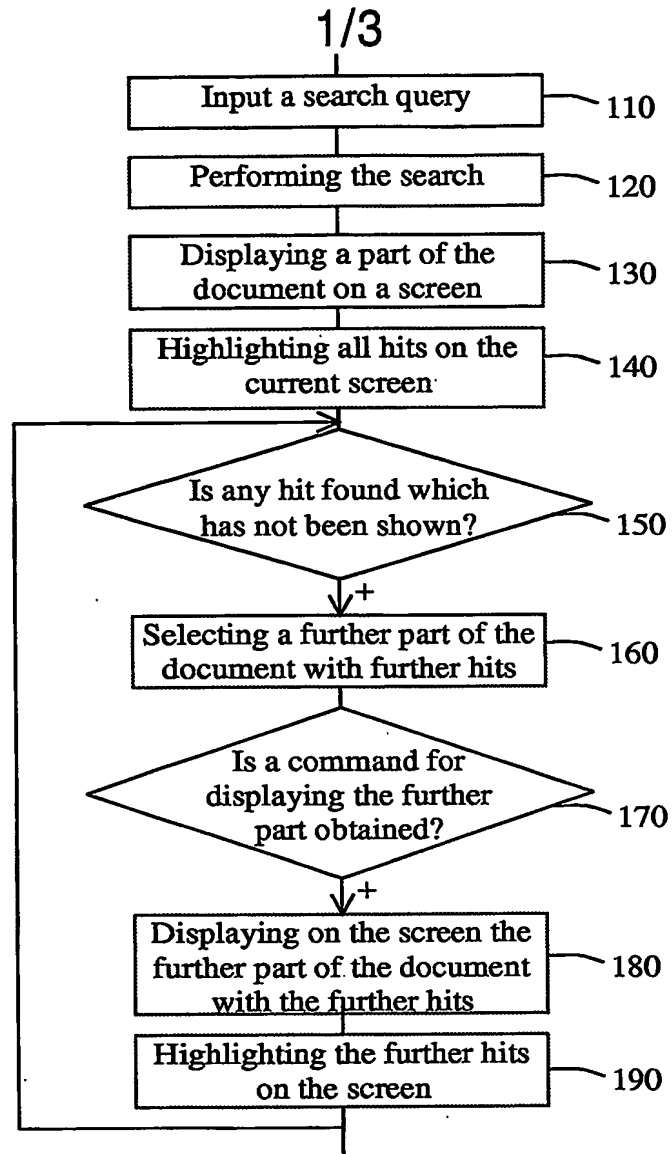 1/3
Input a search query
110
Performing the search
120
Displaying a part of the
document on a screen
130
Highlighting all hits on the
current screen
140
Is any hit found which
has not been shown?
150
+
Selecting a further part of the
document with further hits
160
Is a command for
displaying the further
part obtained?
170
+
Displaying on the screen the
further part of the document
with the further hits
180
Highlighting the further hits
on the screen
190